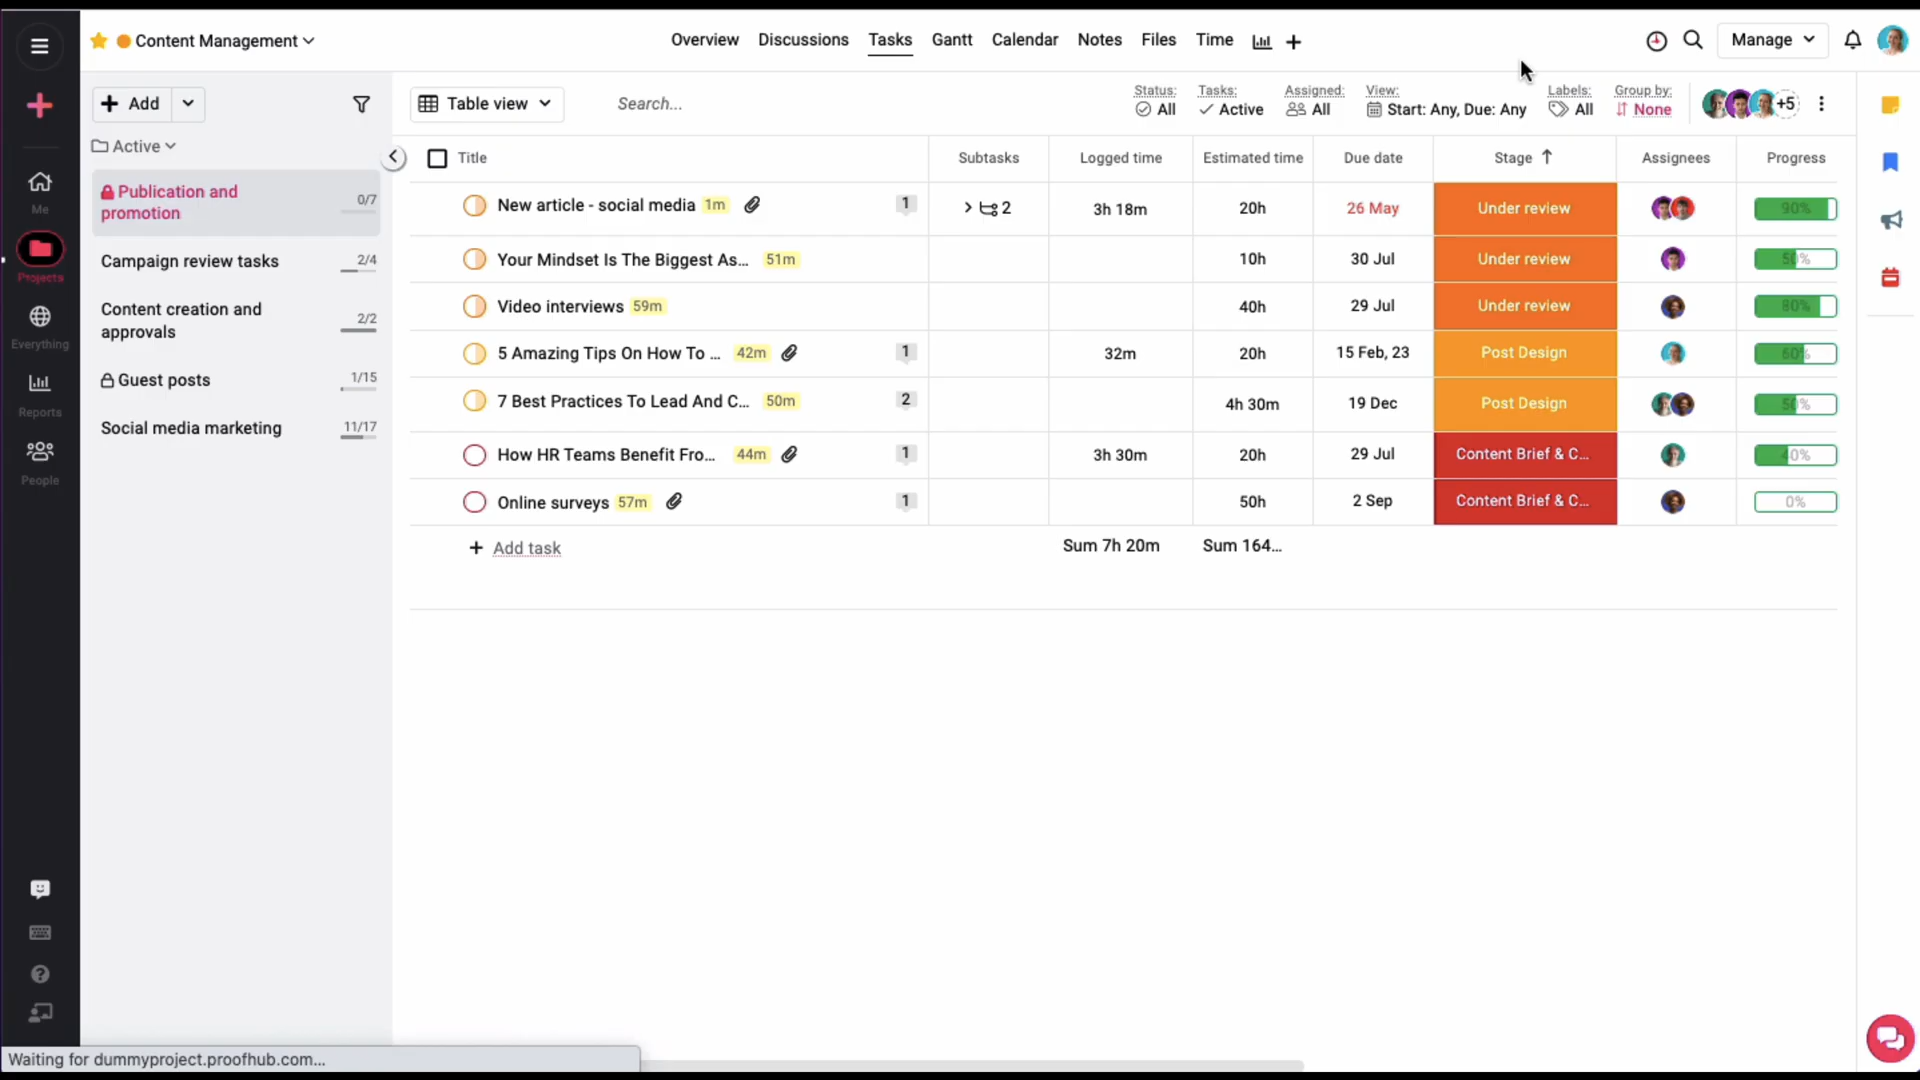 Content Management
Overview Discussions Tasks Gantt Calendar Notes Files Time
Manage
Add
Table view
Search...
Status: All
Tasks: Active
Assigned: All
View: Start: Any, Due: Any
Labels: All
Group by: None
+5
Active
Publication and promotion 0/7
Campaign review tasks 2/4
Content creation and approvals 2/2
Guest posts 1/15
Social media marketing 11/17
Me
Projects
Everything
Reports
People
Title Subtasks Logged time Estimated time Due date Stage Assignees Progress
New article - social media 1m 1 2 3h 18m 20h 26 May Under review 90%
Your Mindset Is The Biggest As... 51m 10h 30 Jul Under review 50%
Video interviews 59m 40h 29 Jul Under review 80%
5 Amazing Tips On How To ... 42m 1 32m 20h 15 Feb, 23 Post Design 60%
7 Best Practices To Lead And C... 50m 2 4h 30m 19 Dec Post Design 50%
How HR Teams Benefit Fro... 44m 1 3h 30m 20h 29 Jul Content Brief & C... 40%
Online surveys 57m 1 50h 2 Sep Content Brief & C... 0%
Add task Sum 7h 20m Sum 164...
Waiting for dummyproject.proofhub.com...